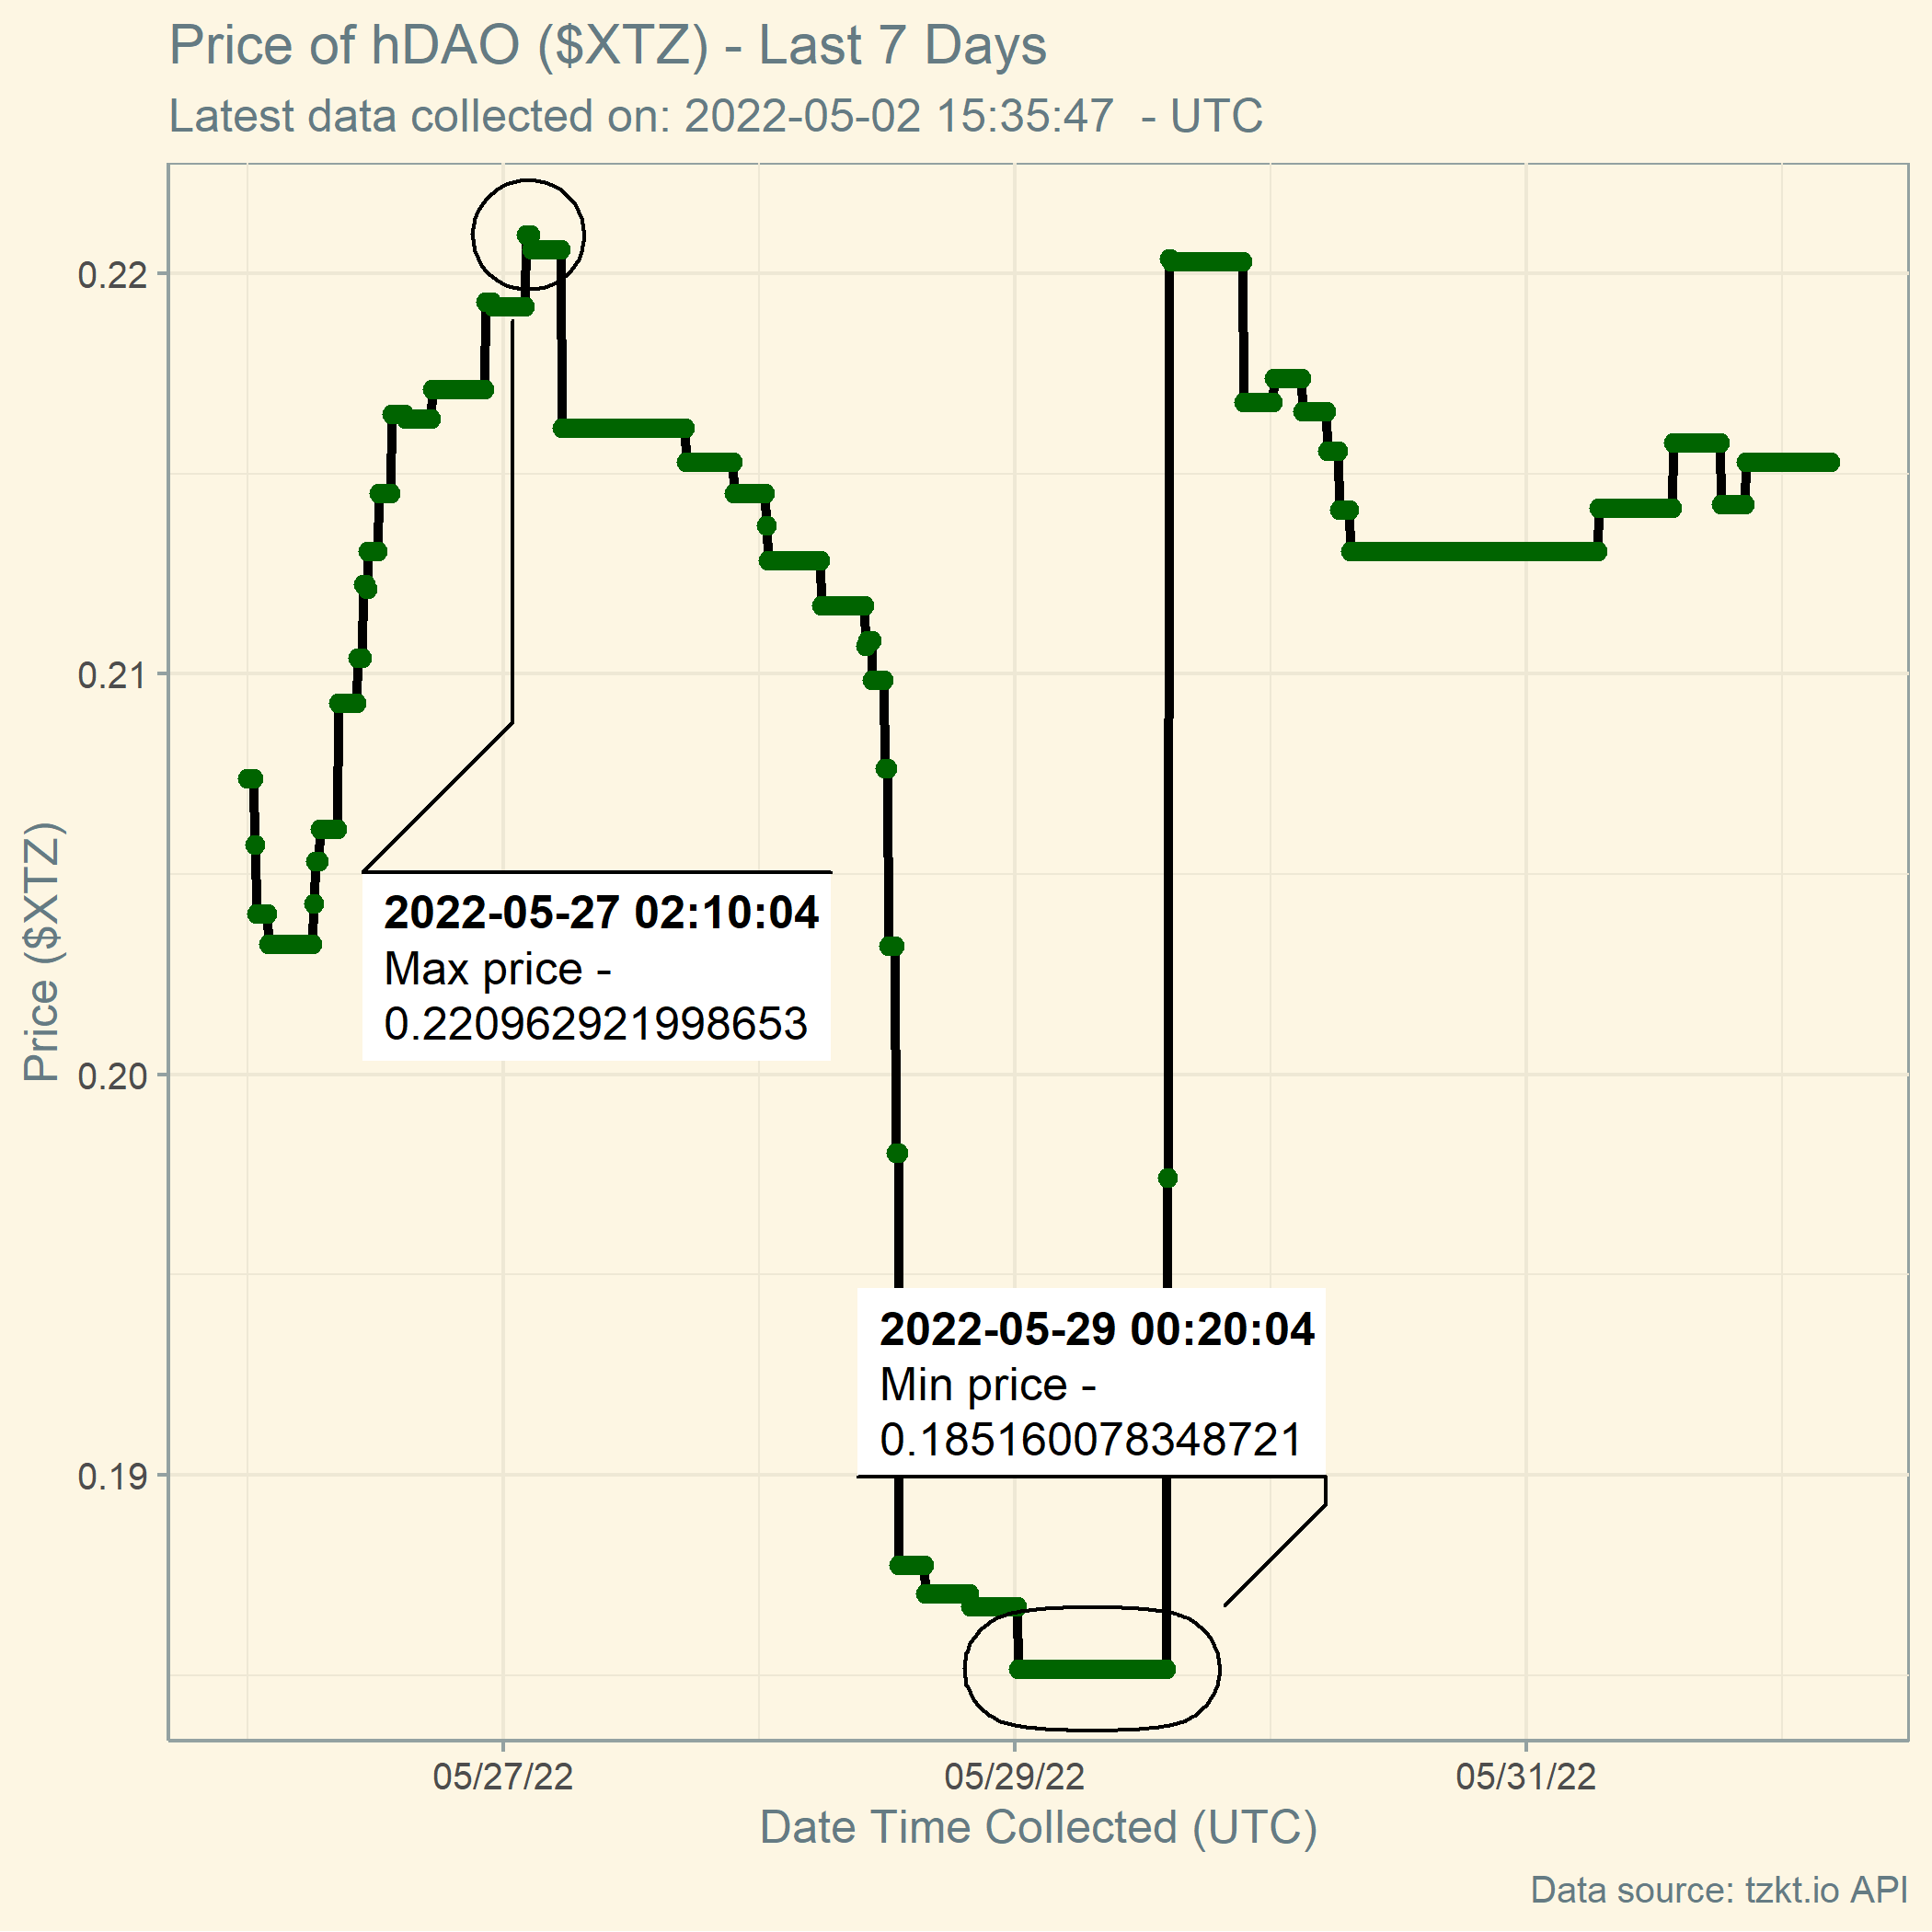 Price of hDAO ($XTZ) - Last 7 Days
Latest data collected on: 2022-05-02 15:35:47  - UTC
0.22
0.21
0.20
0.19
Price ($XTZ)
2022-05-27 02:10:04
Max price -
0.220962921998653
2022-05-29 00:20:04
Min price -
0.185160078348721
05/27/22
05/29/22
05/31/22
Date Time Collected (UTC)
Data source: tzkt.io API